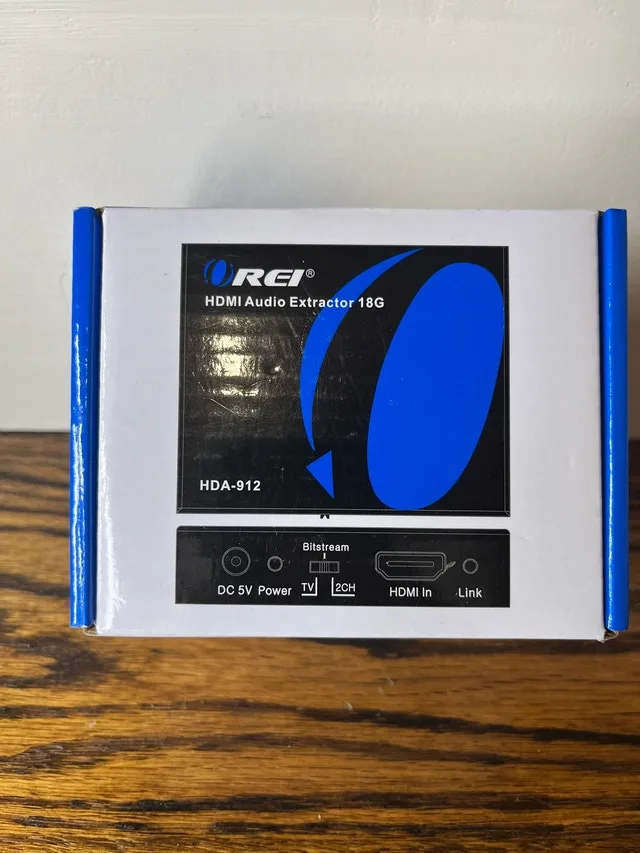 OREI®
HDMI Audio Extractor 18G
HDA-912
Bitstream
DC 5V Power TV 2CH HDMI In Link